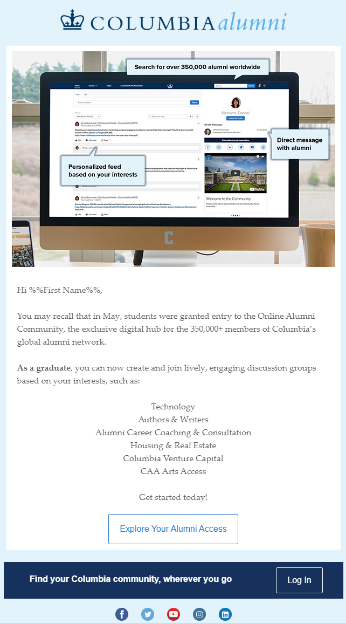 COLUMBIA alumni
Search for over 350,000 alumni worldwide
Direct message
with alumni
Personalized feed
based on your interests
Welcome to the Community
Hi %%First Name%%,
You may recall that in May, students were granted entry to the Online Alumni
Community, the exclusive digital hub for the 350,000+ members of Columbia's
global alumni network.
As a graduate, you can now create and join lively, engaging discussion groups
based on your interests, such as:
Technology
Authors & Writers
Alumni Career Coaching & Consultation
Housing & Real Estate
Columbia Venture Capital
CAA Arts Access
Get started today!
Explore Your Alumni Access
Find your Columbia community, wherever you go
Log In